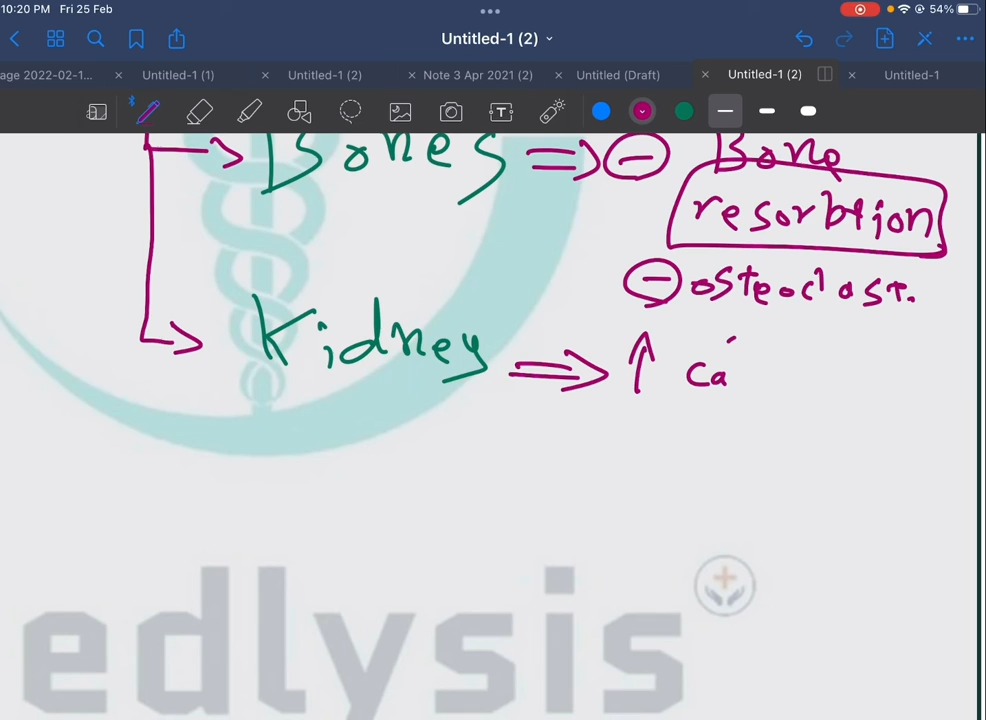 10:20 PM Fri 25 Feb
54%
Untitled-1 (2)
age 2022-02-1...
Untitled-1 (1)
Untitled-1 (2)
Note 3 Apr 2021 (2)
Untitled (Draft)
Untitled-1 (2)
Untitled-1
T
Bones ⇒ ⊖ Bone
resorbtion
⊖ osteoclast.
Kidney ⇒ ↑ ca
edlysis